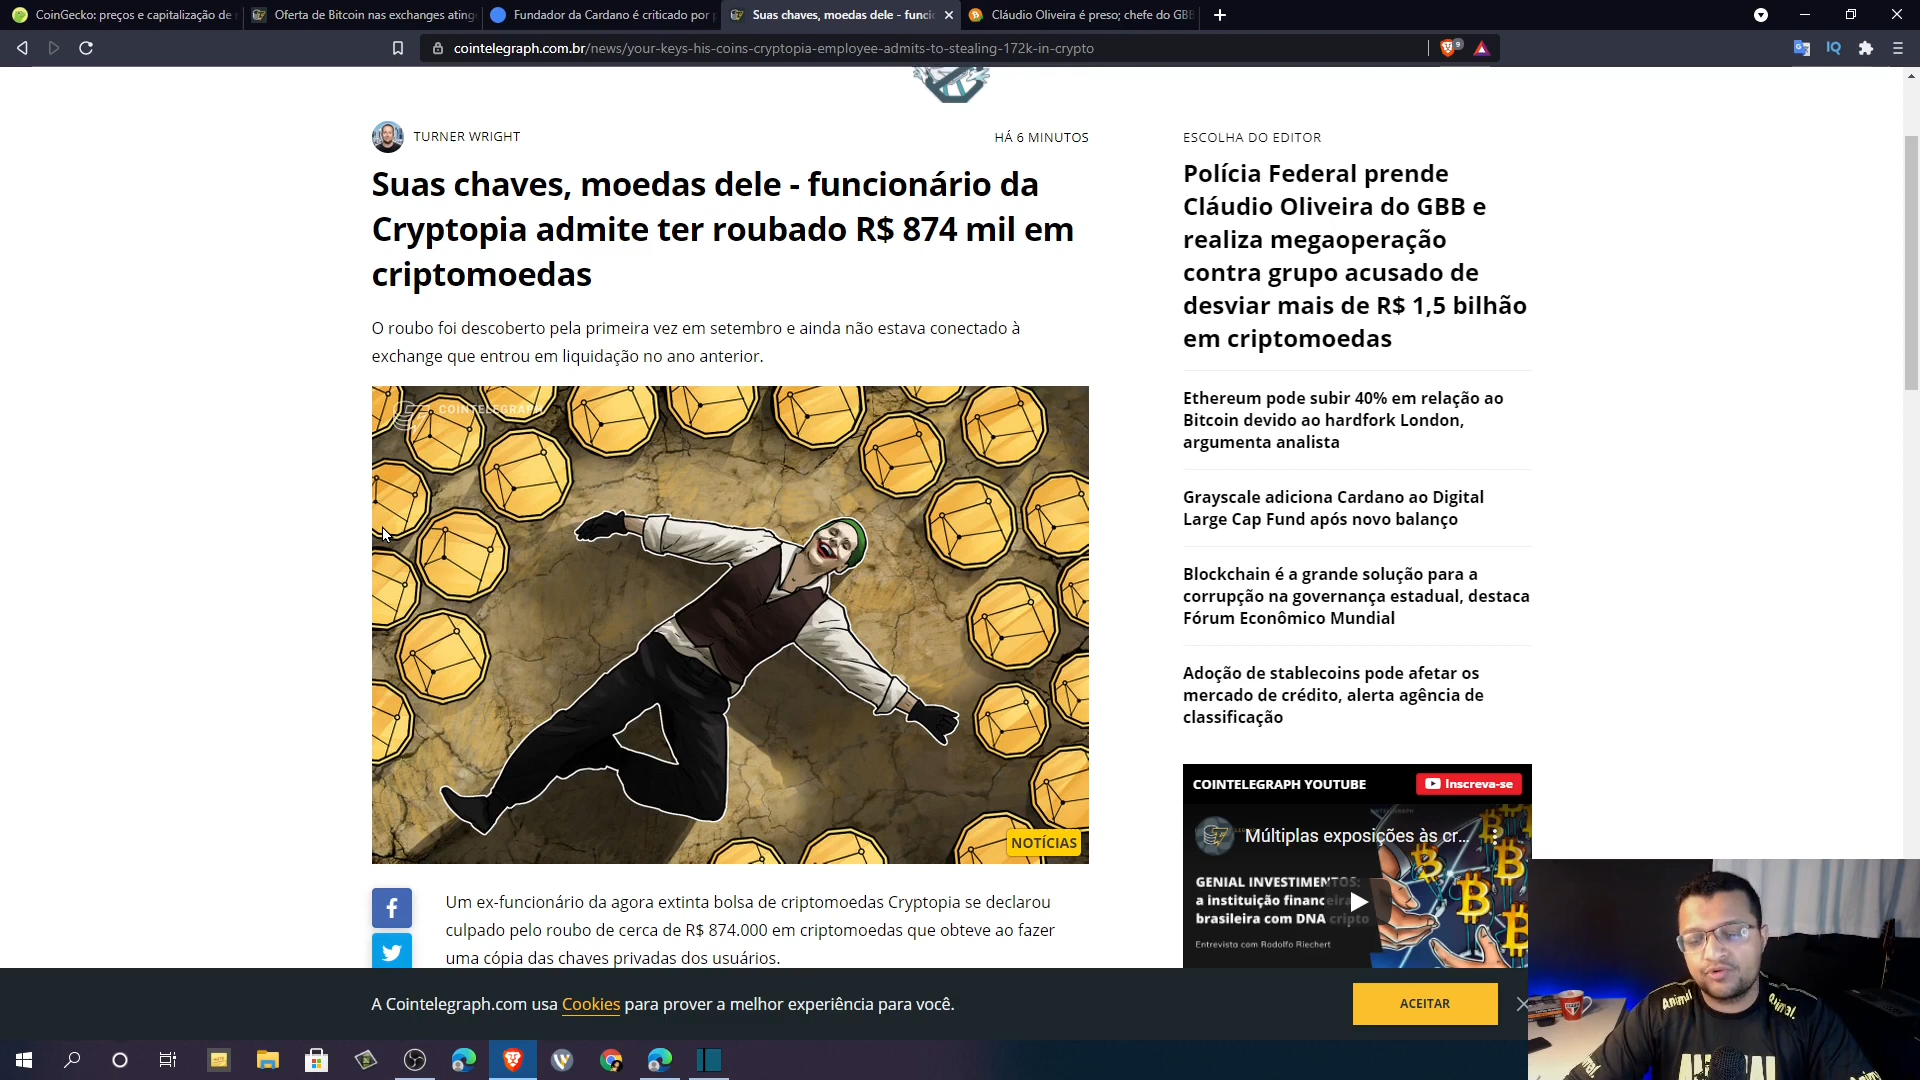 CoinGecko: preços e capitalização de
Oferta de Bitcoin nas exchanges ating
Fundador da Cardano é criticado por
Suas chaves, moedas dele - funci
Cláudio Oliveira é preso; chefe do GBB
cointelegraph.com.br/news/your-keys-his-coins-cryptopia-employee-admits-to-stealing-172k-in-crypto
9
IQ
TURNER WRIGHT
HÁ 6 MINUTOS
Suas chaves, moedas dele - funcionário da
Cryptopia admite ter roubado R$ 874 mil em
criptomoedas
O roubo foi descoberto pela primeira vez em setembro e ainda não estava conectado à
exchange que entrou em liquidação no ano anterior.
COINTELEGRAPH
NOTÍCIAS
Um ex-funcionário da agora extinta bolsa de criptomoedas Cryptopia se declarou
culpado pelo roubo de cerca de R$ 874.000 em criptomoedas que obteve ao fazer
uma cópia das chaves privadas dos usuários.
ESCOLHA DO EDITOR
Polícia Federal prende
Cláudio Oliveira do GBB e
realiza megaoperação
contra grupo acusado de
desviar mais de R$ 1,5 bilhão
em criptomoedas
Ethereum pode subir 40% em relação ao
Bitcoin devido ao hardfork London,
argumenta analista
Grayscale adiciona Cardano ao Digital
Large Cap Fund após novo balanço
Blockchain é a grande solução para a
corrupção na governança estadual, destaca
Fórum Econômico Mundial
Adoção de stablecoins pode afetar os
mercado de crédito, alerta agência de
classificação
COINTELEGRAPH YOUTUBE
Inscreva-se
Múltiplas exposições às cr...
GENIAL INVESTIMENTOS:
a instituição financeira
brasileira com DNA cripto
Entrevista com Rodolfo Riechert
A Cointelegraph.com usa Cookies para prover a melhor experiência para você.
ACEITAR
Animal
Animal.